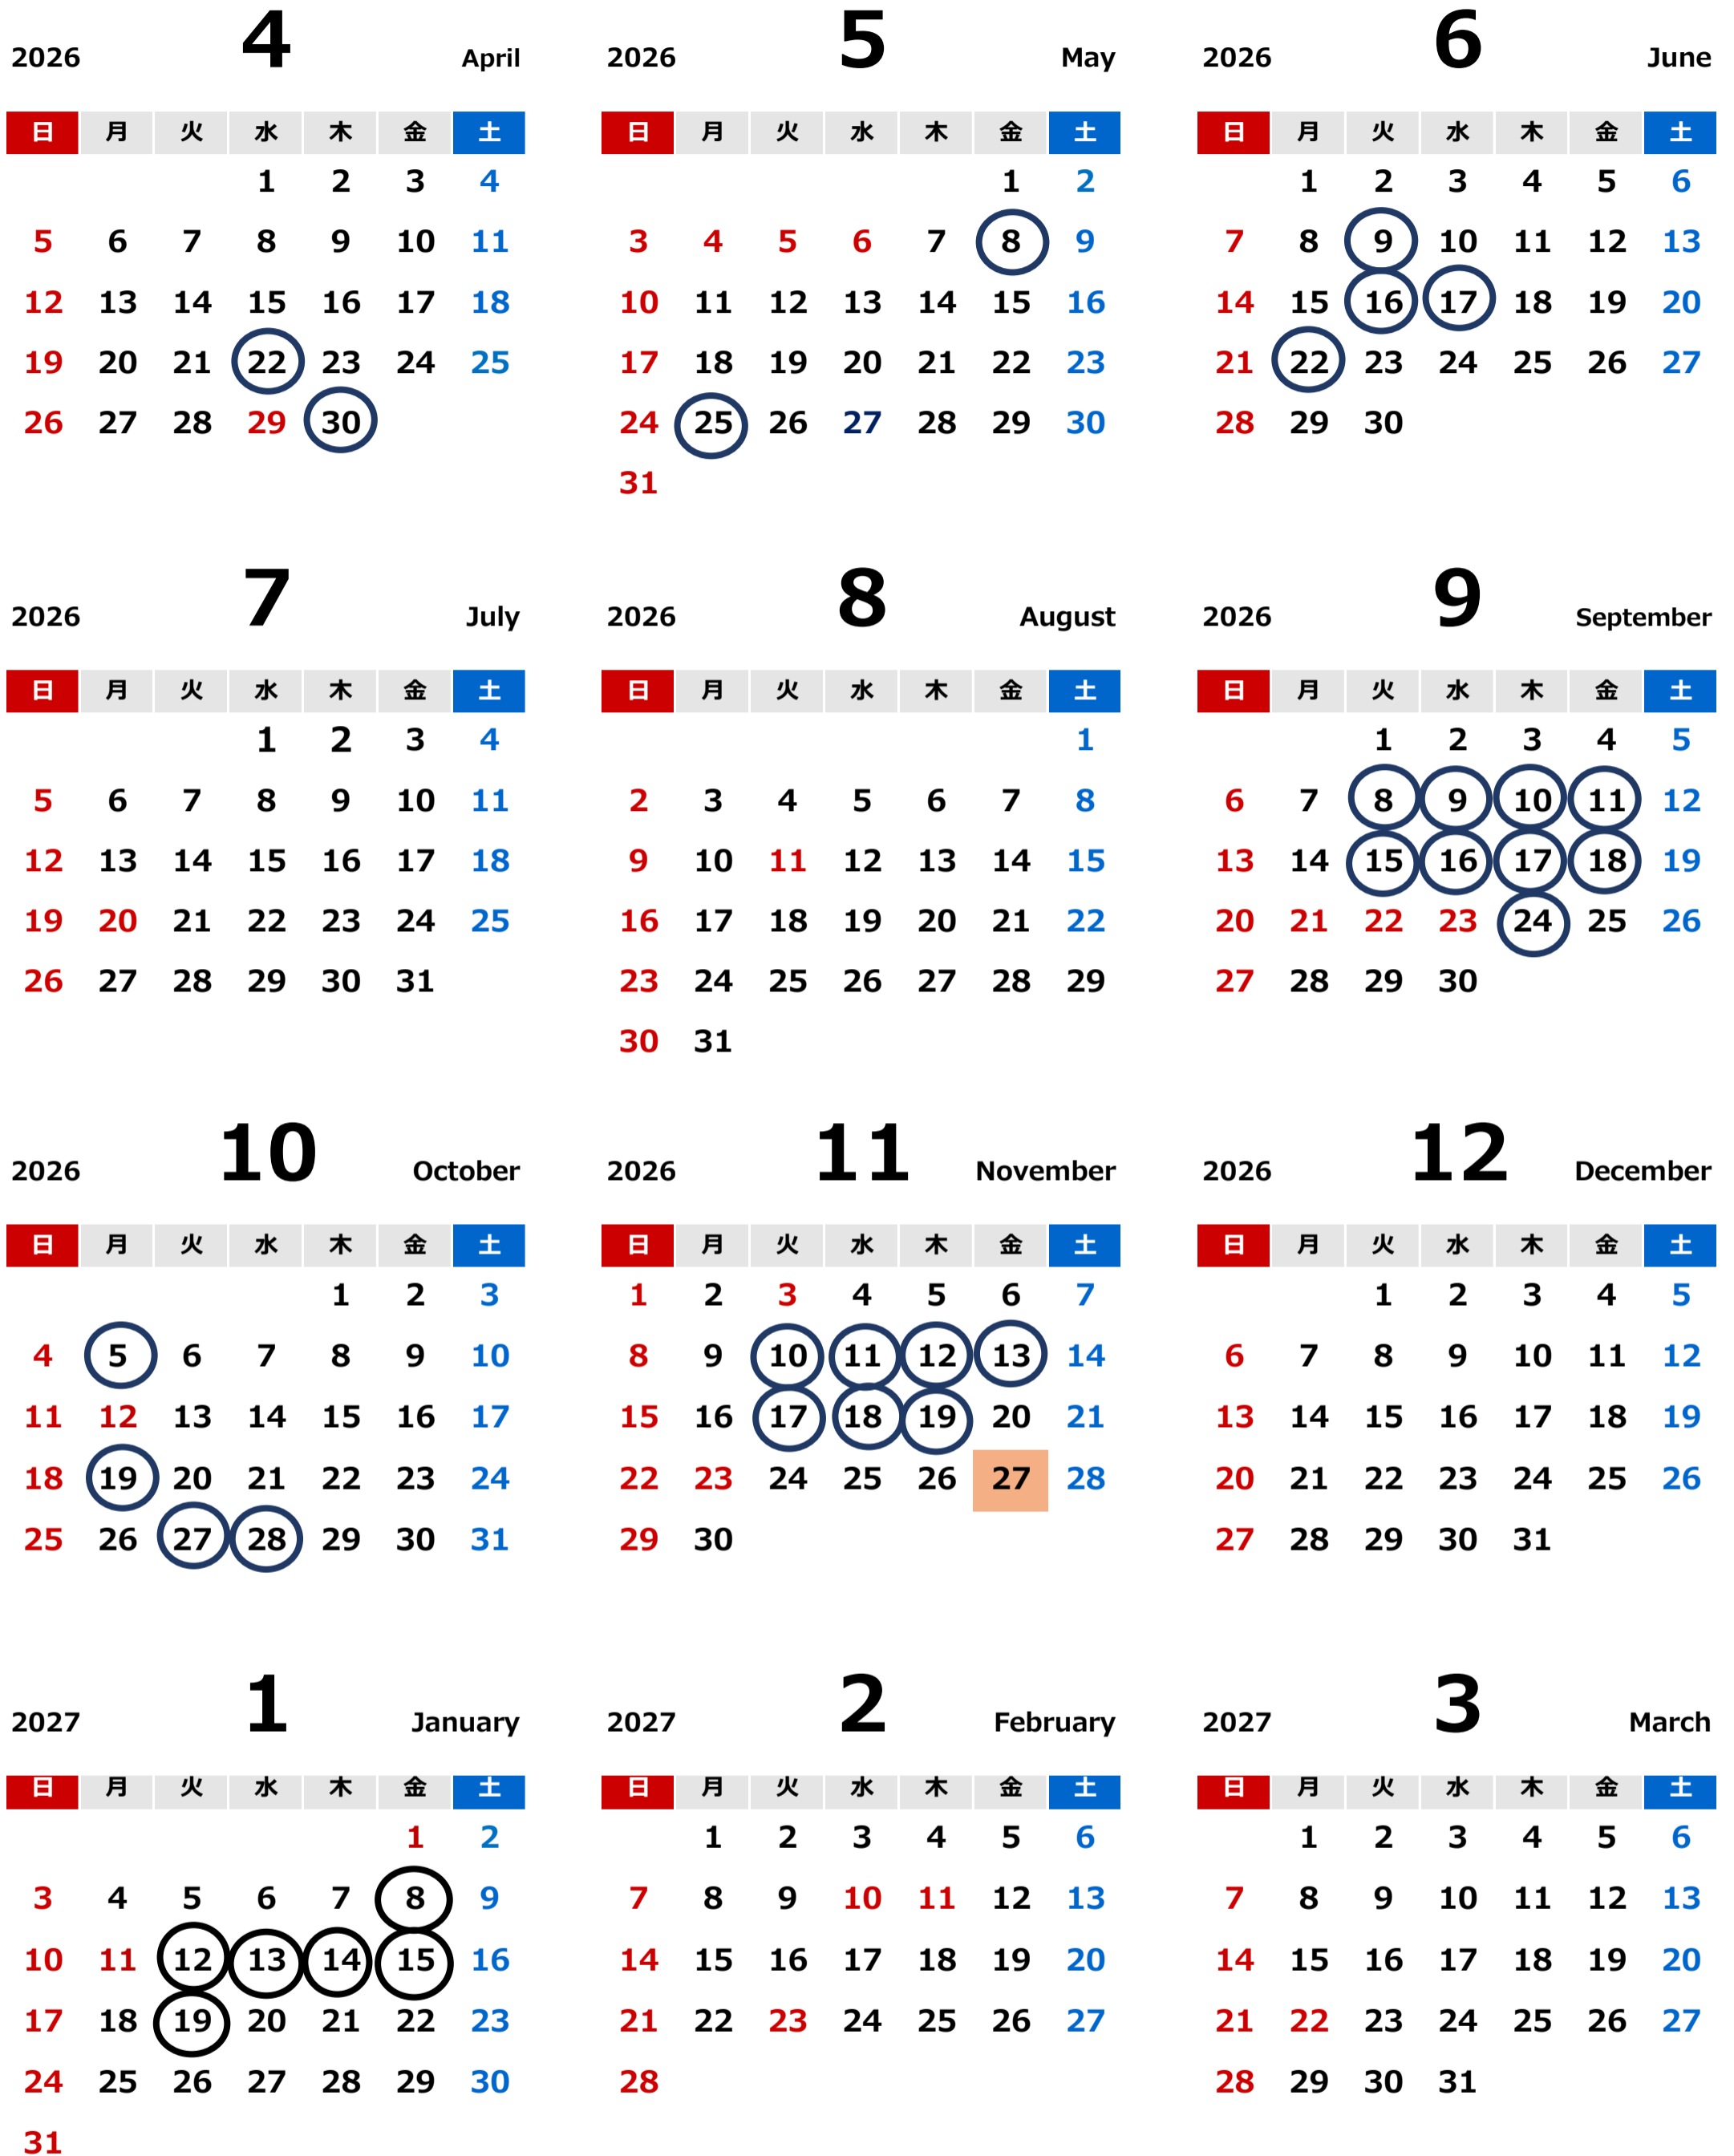 2026 4 April
日 月 火 水 木 金 土
1 2 3 4
5 6 7 8 9 10 11
12 13 14 15 16 17 18
19 20 21 22 23 24 25
26 27 28 29 30
2026 5 May
日 月 火 水 木 金 土
1 2
3 4 5 6 7 8 9
10 11 12 13 14 15 16
17 18 19 20 21 22 23
24 25 26 27 28 29 30
31
2026 6 June
日 月 火 水 木 金 土
1 2 3 4 5 6
7 8 9 10 11 12 13
14 15 16 17 18 19 20
21 22 23 24 25 26 27
28 29 30
2026 7 July
日 月 火 水 木 金 土
1 2 3 4
5 6 7 8 9 10 11
12 13 14 15 16 17 18
19 20 21 22 23 24 25
26 27 28 29 30 31
2026 8 August
日 月 火 水 木 金 土
1
2 3 4 5 6 7 8
9 10 11 12 13 14 15
16 17 18 19 20 21 22
23 24 25 26 27 28 29
30 31
2026 9 September
日 月 火 水 木 金 土
1 2 3 4 5
6 7 8 9 10 11 12
13 14 15 16 17 18 19
20 21 22 23 24 25 26
27 28 29 30
2026 10 October
日 月 火 水 木 金 土
1 2 3
4 5 6 7 8 9 10
11 12 13 14 15 16 17
18 19 20 21 22 23 24
25 26 27 28 29 30 31
2026 11 November
日 月 火 水 木 金 土
1 2 3 4 5 6 7
8 9 10 11 12 13 14
15 16 17 18 19 20 21
22 23 24 25 26 27 28
29 30
2026 12 December
日 月 火 水 木 金 土
1 2 3 4 5
6 7 8 9 10 11 12
13 14 15 16 17 18 19
20 21 22 23 24 25 26
27 28 29 30 31
2027 1 January
日 月 火 水 木 金 土
1 2
3 4 5 6 7 8 9
10 11 12 13 14 15 16
17 18 19 20 21 22 23
24 25 26 27 28 29 30
31
2027 2 February
日 月 火 水 木 金 土
1 2 3 4 5 6
7 8 9 10 11 12 13
14 15 16 17 18 19 20
21 22 23 24 25 26 27
28
2027 3 March
日 月 火 水 木 金 土
1 2 3 4 5 6
7 8 9 10 11 12 13
14 15 16 17 18 19 20
21 22 23 24 25 26 27
28 29 30 31